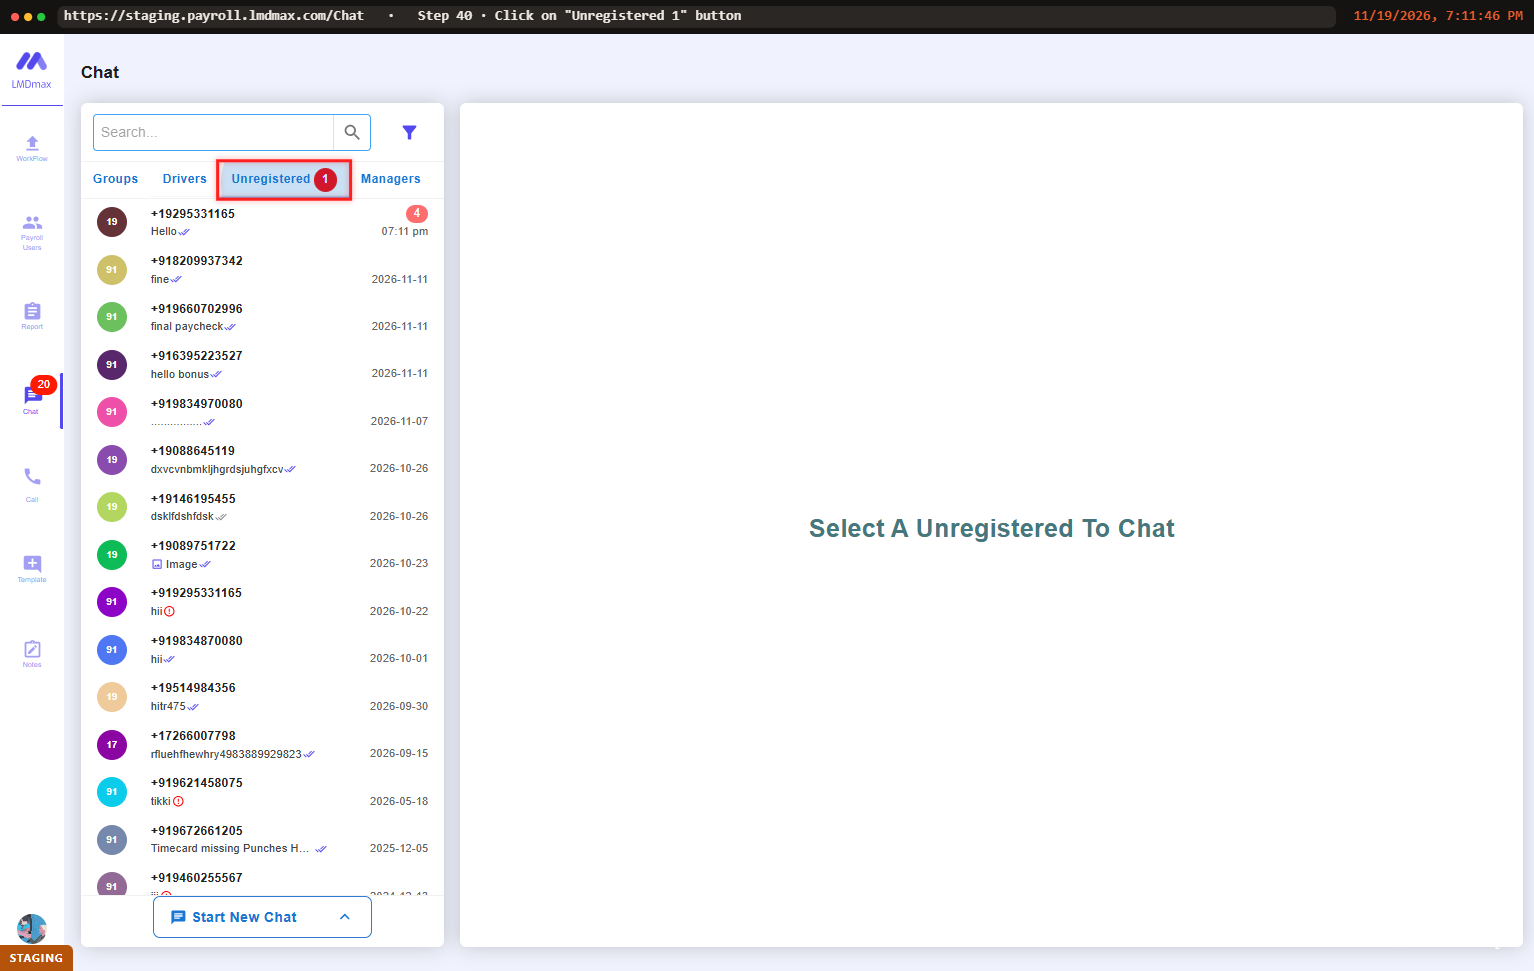 https://staging.payroll.lmdmax.com/Chat • Step 40 · Click on "Unregistered 1" button 11/19/2026, 7:11:46 PM
LMDmax
Chat
WorkFlow
Payroll
Users
Report
20
Chat
Call
Template
Notes
STAGING
Search...
Groups Drivers Unregistered 1 Managers
19 +19295331165 4
Hello 07:11 pm
91 +918209937342
fine 2026-11-11
91 +919660702996
final paycheck 2026-11-11
91 +916395223527
hello bonus 2026-11-11
91 +919834970080
................ 2026-11-07
19 +19088645119
dxvcvnbmkljhgrdsjuhgfxcv 2026-10-26
19 +19146195455
dsklfdshfdsk 2026-10-26
19 +19089751722
Image 2026-10-23
91 +919295331165
hii 2026-10-22
91 +919834870080
hii 2026-10-01
19 +19514984356
hitr475 2026-09-30
17 +17266007798
rfluehfhewhry4983889929823 2026-09-15
91 +919621458075
tikki 2026-05-18
91 +919672661205
Timecard missing Punches H... 2025-12-05
91 +919460255567
Start New Chat
Select A Unregistered To Chat